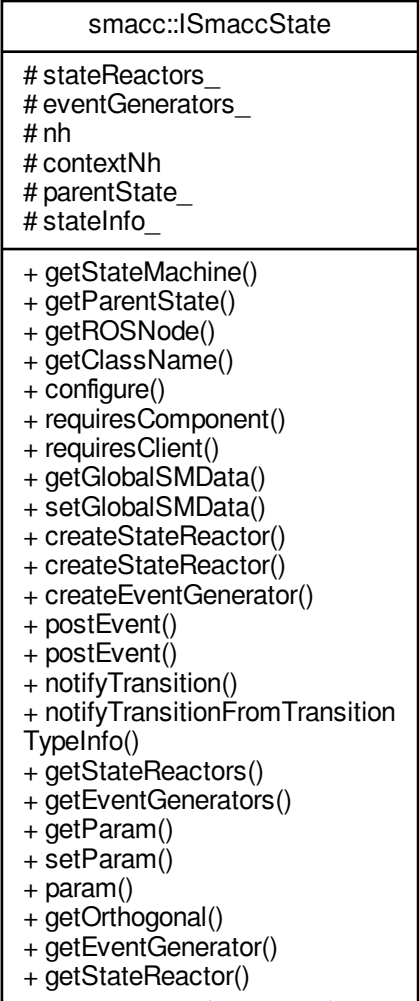 smacc::ISmaccState
# stateReactors_
# eventGenerators_
# nh
# contextNh
# parentState_
# stateInfo_
+ getStateMachine()
+ getParentState()
+ getROSNode()
+ getClassName()
+ configure()
+ requiresComponent()
+ requiresClient()
+ getGlobalSMData()
+ setGlobalSMData()
+ createStateReactor()
+ createStateReactor()
+ createEventGenerator()
+ postEvent()
+ postEvent()
+ notifyTransition()
+ notifyTransitionFromTransition
TypeInfo()
+ getStateReactors()
+ getEventGenerators()
+ getParam()
+ setParam()
+ param()
+ getOrthogonal()
+ getEventGenerator()
+ getStateReactor()